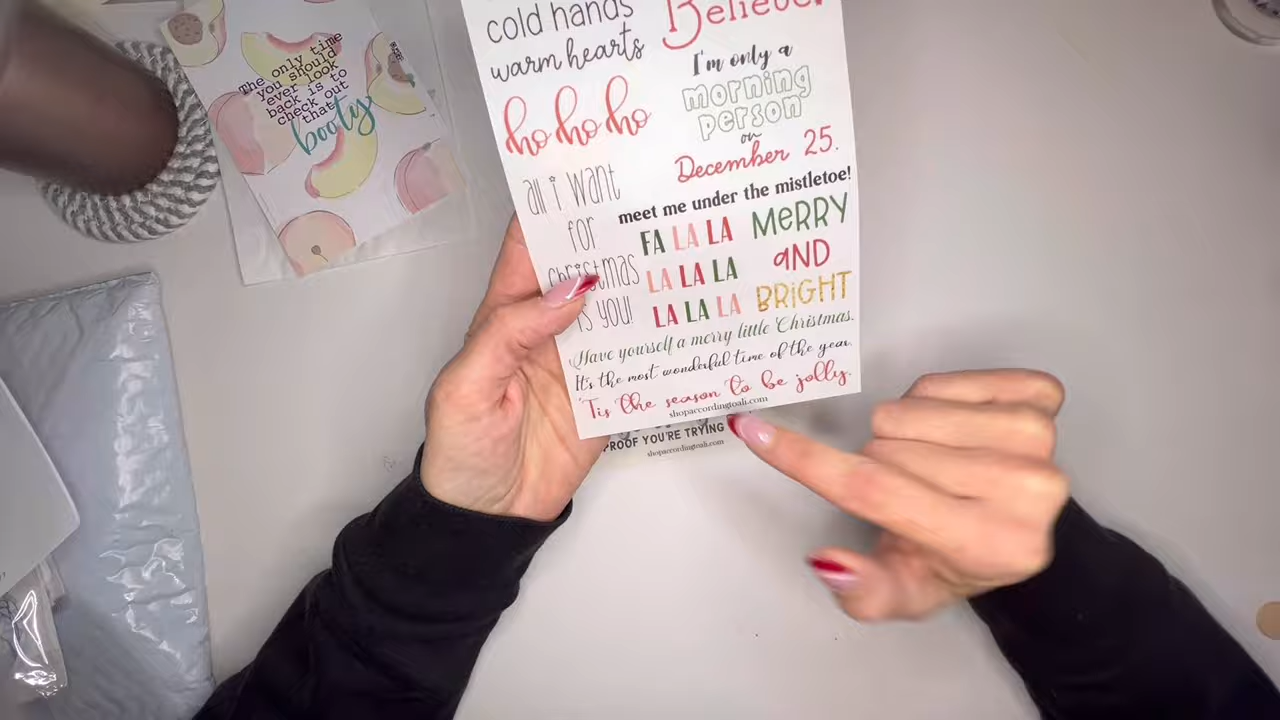 The only time
you should
ever look
back is to
check out
that
booty
cold hands
warm hearts
Believe!
ho ho ho
I'm only a
morning
person
on
December 25.
all i want
for
christmas
is you!
meet me under the mistletoe!
FA LA LA
LA LA LA
LA LA LA
MERRY
AND
BRIGHT
Have yourself a merry little Christmas.
It's the most wonderful time of the year.
'Tis the season to be jolly.
shopaccordingtoali.com
PROOF YOU'RE TRYING
shopaccordingtoali.com